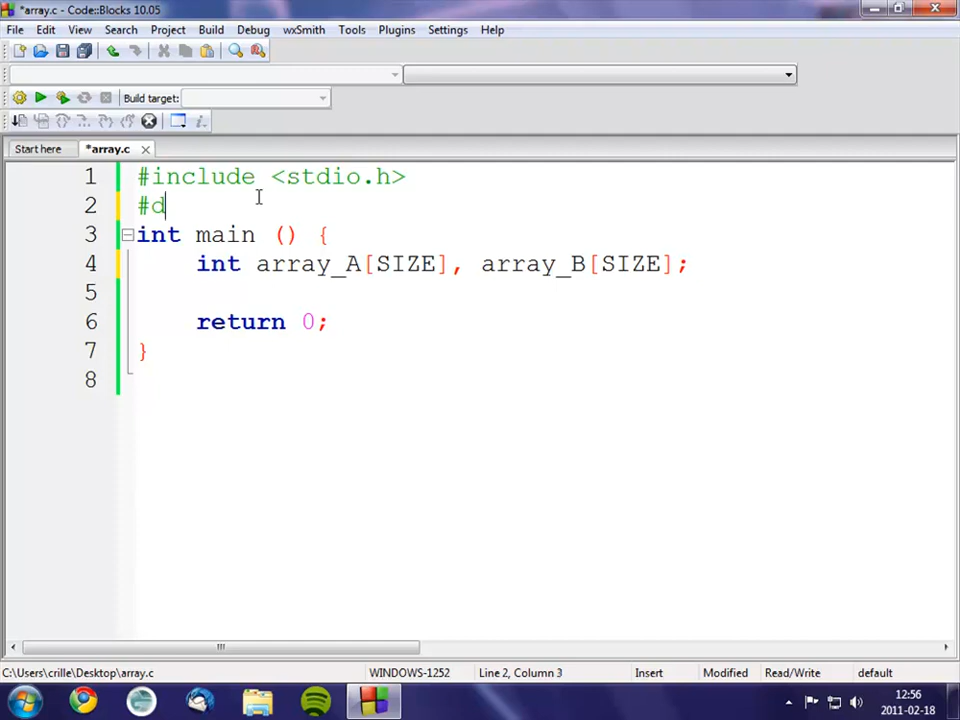 *array.c - Code::Blocks 10.05
File Edit View Search Project Build Debug wxSmith Tools Plugins Settings Help
Build target:
Start here *array.c
1 #include <stdio.h>
2 #d
3 int main () {
4 int array_A[SIZE], array_B[SIZE];
5
6 return 0;
7 }
8
C:\Users\crille\Desktop\array.c WINDOWS-1252 Line 2, Column 3 Insert Modified Read/Write default
12:56
2011-02-18